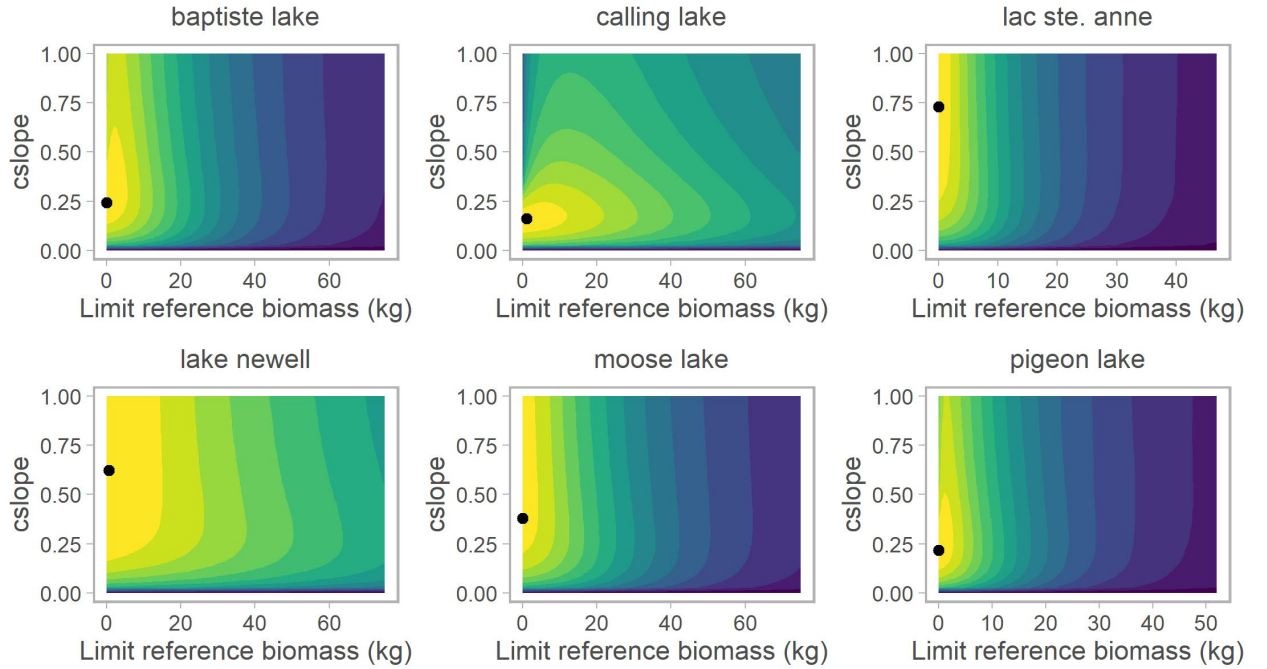 baptiste lake
calling lake
lac ste. anne
cslope
1.00
0.75
0.50
0.25
0.00
0 20 40 60
Limit reference biomass (kg)
cslope
1.00
0.75
0.50
0.25
0.00
0 20 40 60
Limit reference biomass (kg)
cslope
1.00
0.75
0.50
0.25
0.00
0 10 20 30 40
Limit reference biomass (kg)
lake newell
moose lake
pigeon lake
cslope
1.00
0.75
0.50
0.25
0.00
0 20 40 60
Limit reference biomass (kg)
cslope
1.00
0.75
0.50
0.25
0.00
0 20 40 60
Limit reference biomass (kg)
cslope
1.00
0.75
0.50
0.25
0.00
0 10 20 30 40 50
Limit reference biomass (kg)